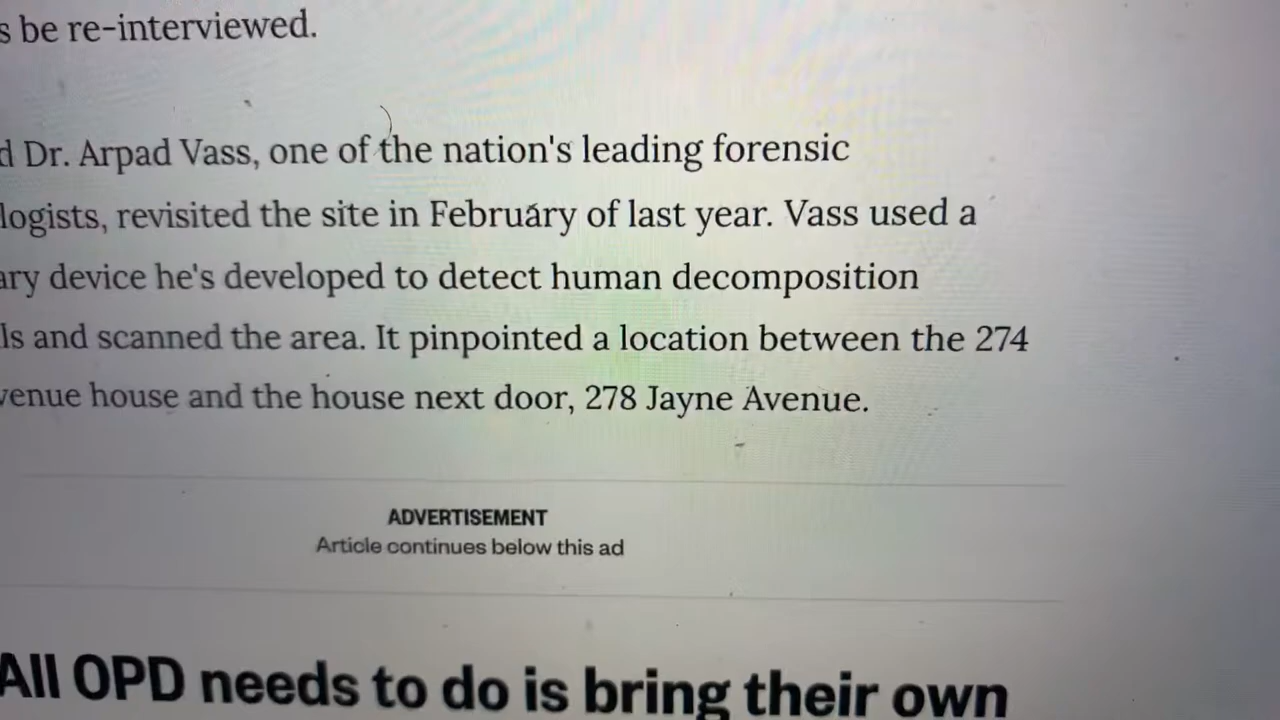 s be re-interviewed.
d Dr. Arpad Vass, one of the nation's leading forensic
logists, revisited the site in February of last year. Vass used a
ary device he's developed to detect human decomposition
ls and scanned the area. It pinpointed a location between the 274
venue house and the house next door, 278 Jayne Avenue.
ADVERTISEMENT
Article continues below this ad
All OPD needs to do is bring their own